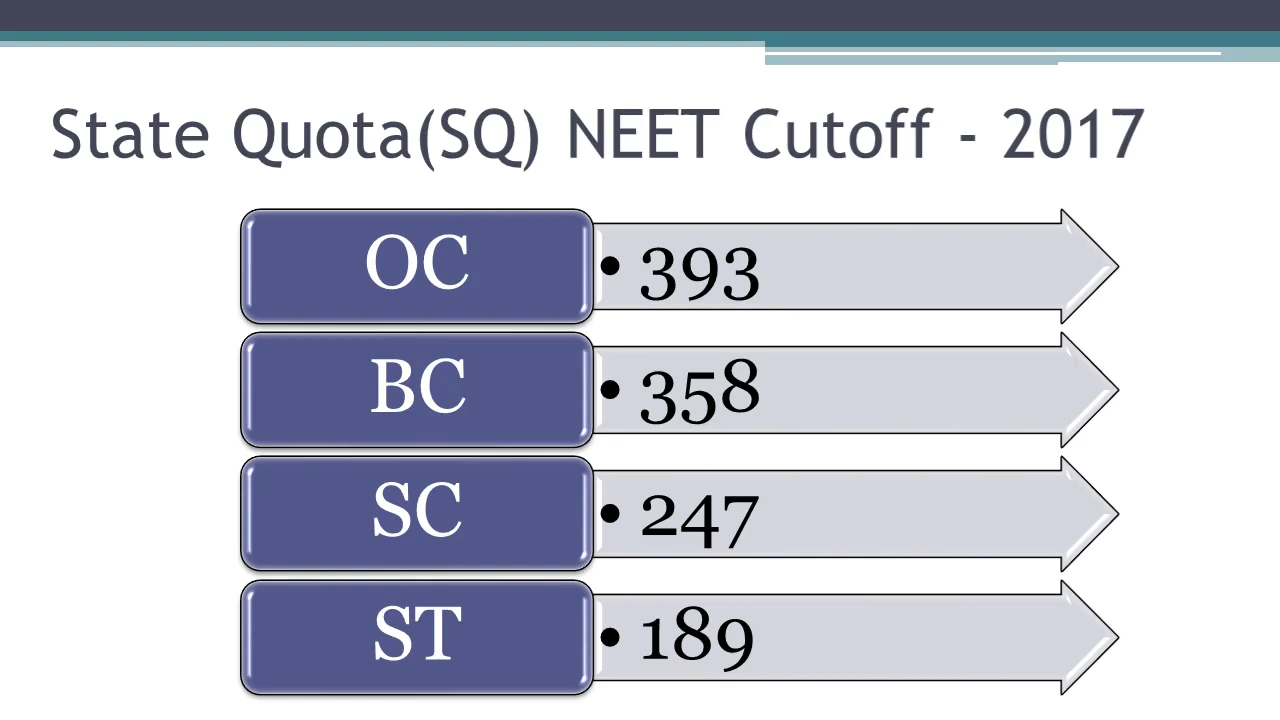 State Quota(SQ) NEET Cutoff - 2017
OC
• 393
BC
• 358
SC
• 247
ST
• 189